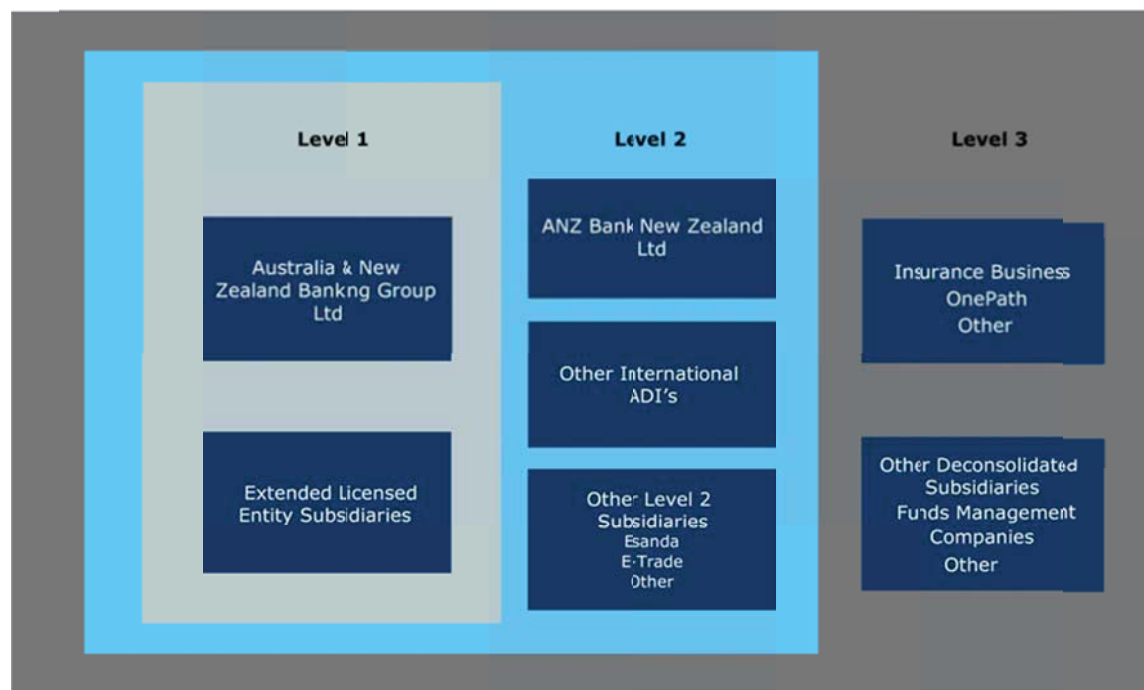 Level 1
Australia & New
Zealand Bankng Group
Ltd
Extended Licensed
Entity Subsidiaries
Level 2
ANZ Bank New Zealand
Ltd
Other International
ADI's
Other Level 2
Subsidiaries
Esanda
E-Trade
Other
Level 3
Insurance Business
OnePath
Other
Other Deconsolidated
Subsidiaries
Funds Management
Companies
Other